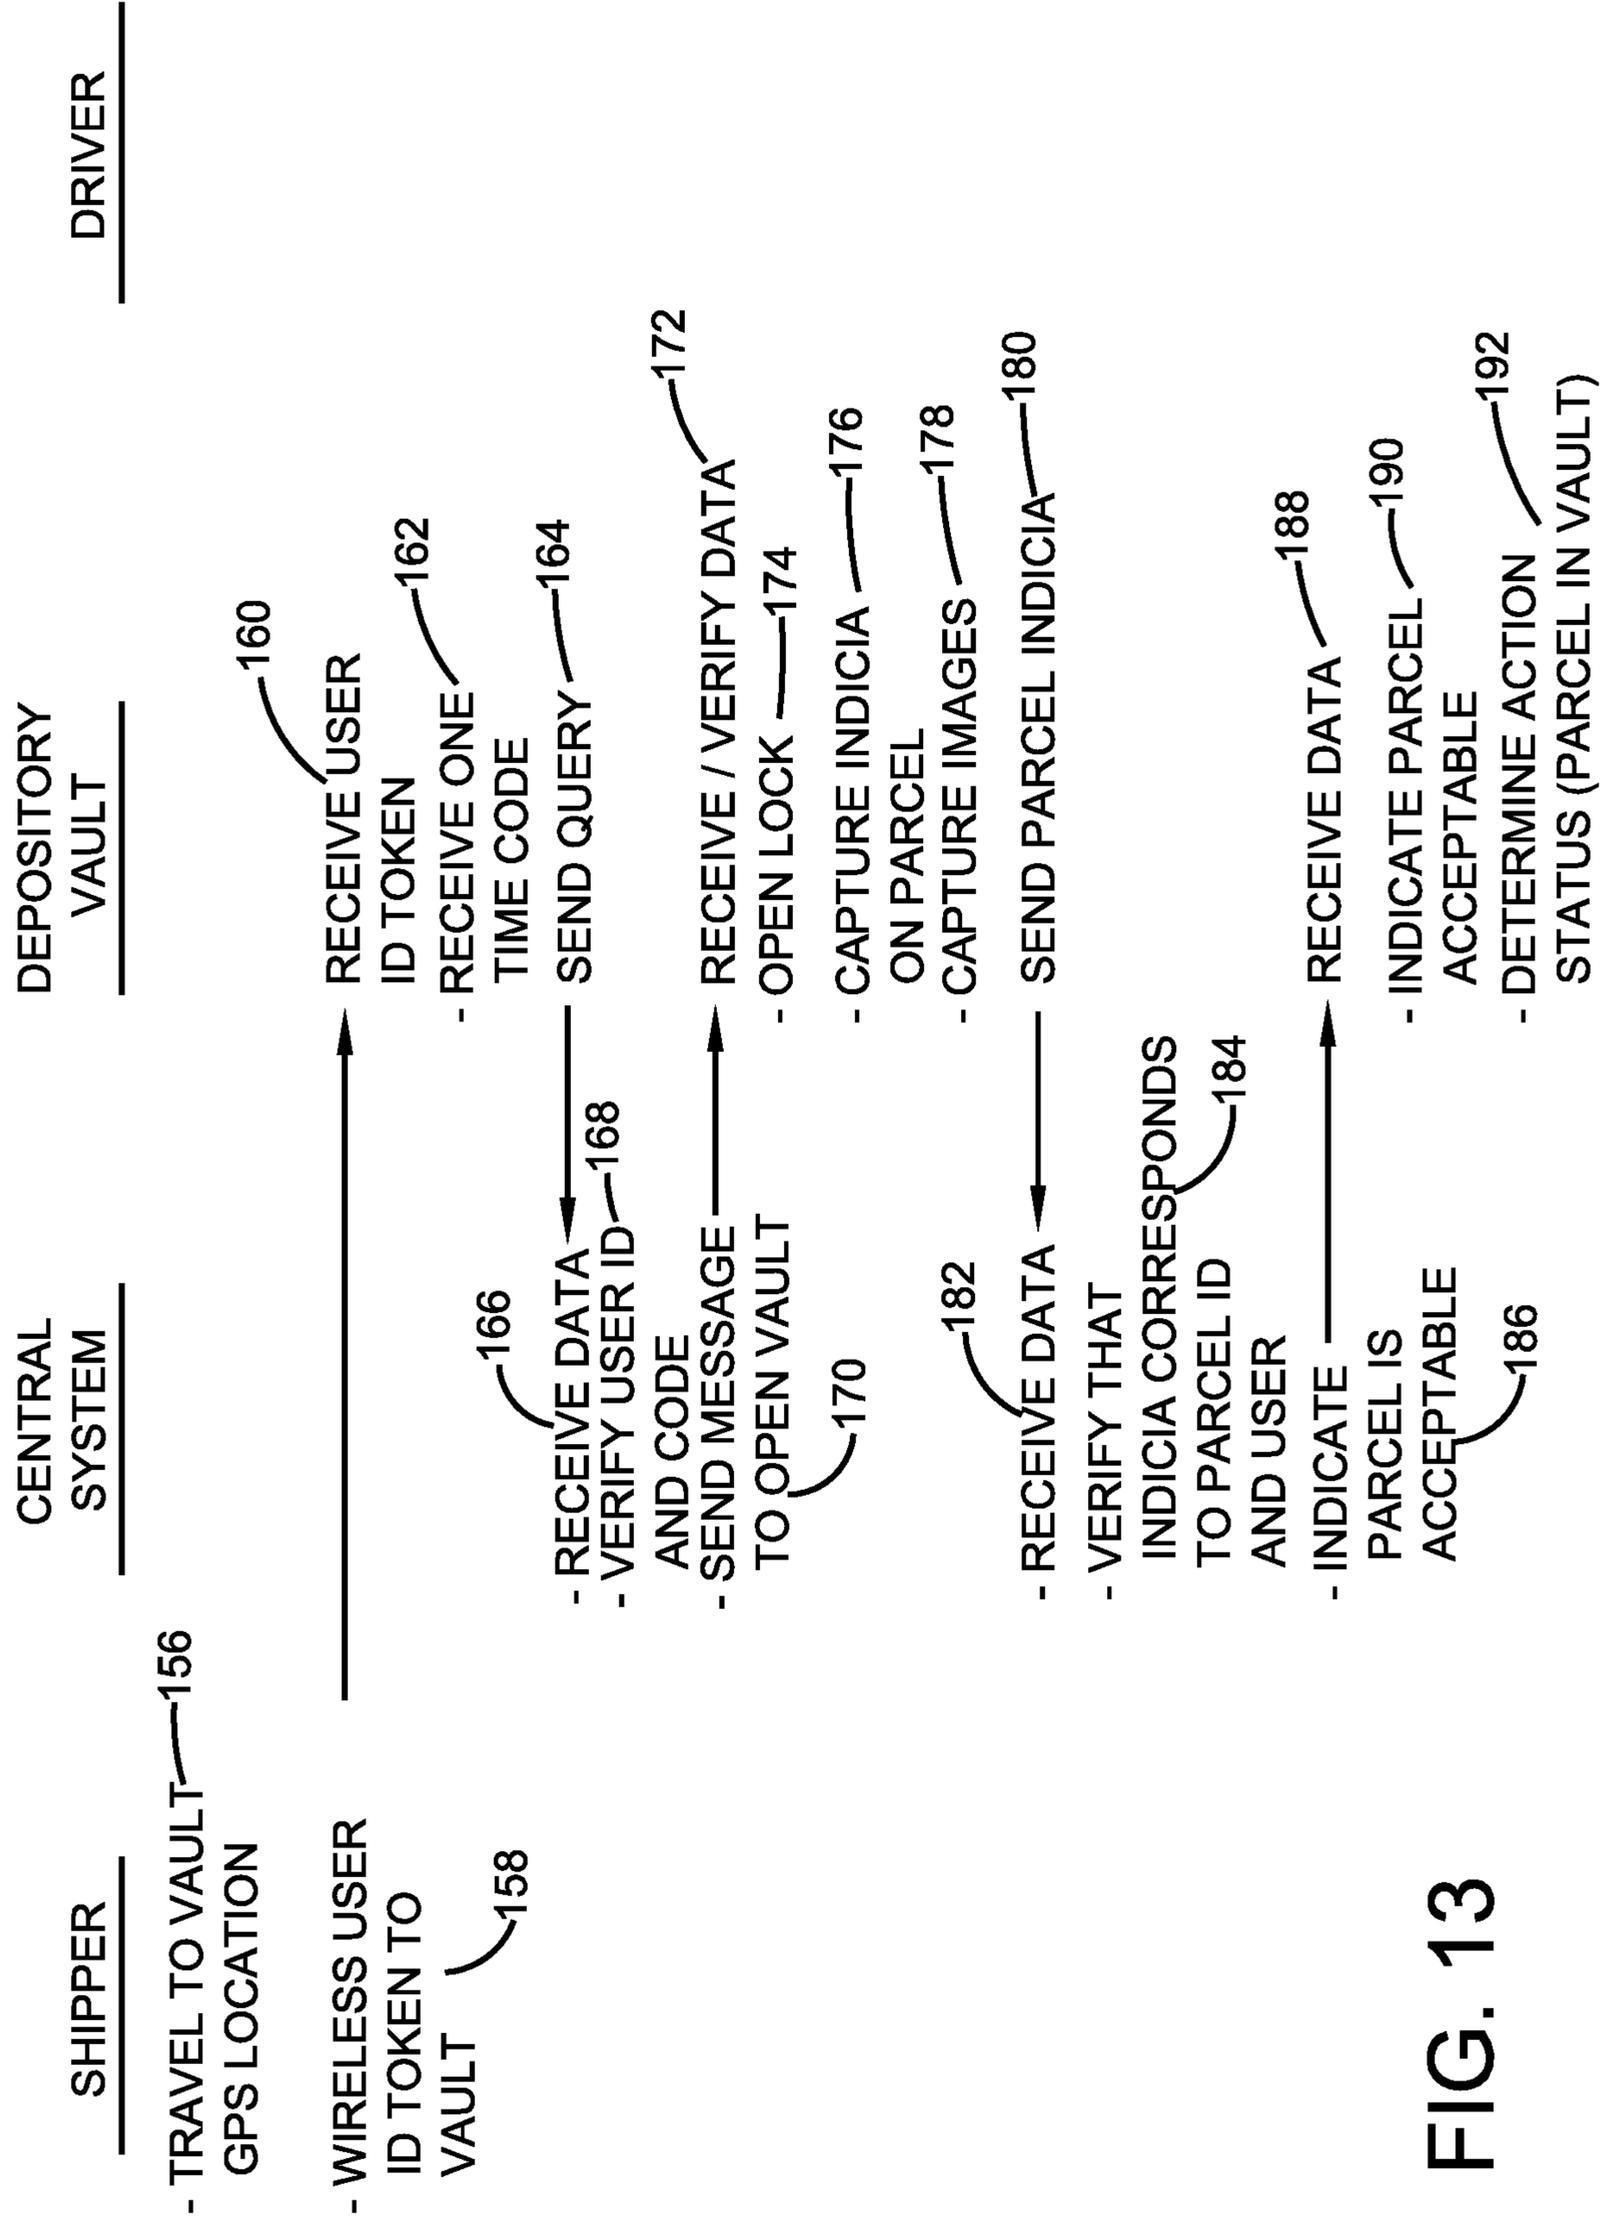 SHIPPER
CENTRAL
SYSTEM
DEPOSITORY
VAULT
DRIVER
- TRAVEL TO VAULT
GPS LOCATION
156
- WIRELESS USER
ID TOKEN TO
VAULT
158
160
RECEIVE USER
ID TOKEN
162
- RECEIVE ONE
TIME CODE
164
SEND QUERY
166
- RECEIVE DATA
168
- VERIFY USER ID
AND CODE
- SEND MESSAGE
TO OPEN VAULT
170
172
RECEIVE / VERIFY DATA
- OPEN LOCK
174
- CAPTURE INDICIA
ON PARCEL
176
- CAPTURE IMAGES
178
SEND PARCEL INDICIA
180
182
- RECEIVE DATA
- VERIFY THAT
INDICIA CORRESPONDS
TO PARCEL ID
AND USER
184
- INDICATE
PARCEL IS
ACCEPTABLE
186
188
RECEIVE DATA
190
- INDICATE PARCEL
ACCEPTABLE
192
- DETERMINE ACTION
STATUS (PARCEL IN VAULT)
FIG. 13